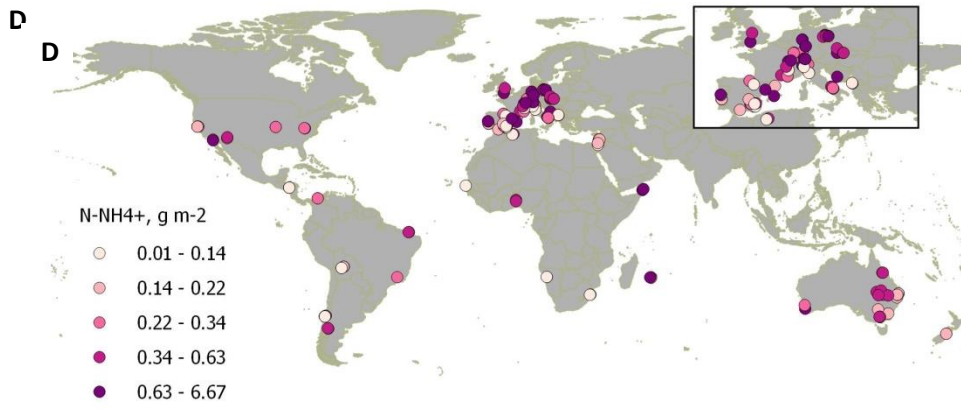 D
D
N-NH4+, g m-2
0.01 - 0.14
0.14 - 0.22
0.22 - 0.34
0.34 - 0.63
0.63 - 6.67